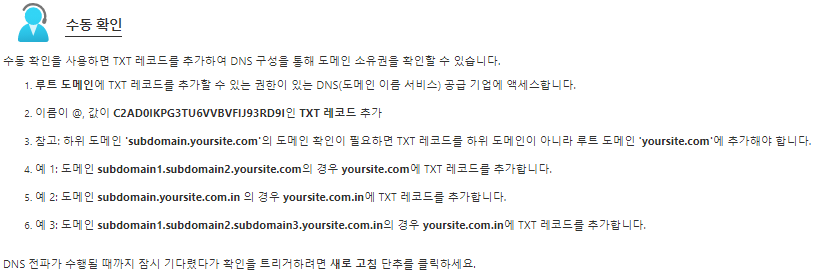 수동 확인
수동 확인을 사용하면 TXT 레코드를 추가하여 DNS 구성을 통해 도메인 소유권을 확인할 수 있습니다.
1. 루트 도메인에 TXT 레코드를 추가할 수 있는 권한이 있는 DNS(도메인 이름 서비스) 공급 기업에 액세스합니다.
2. 이름이 @, 값이 C2AD0IKPG3TU6VVBVFIJ93RD9I인 TXT 레코드 추가
3. 참고: 하위 도메인 'subdomain.yoursite.com'의 도메인 확인이 필요하면 TXT 레코드를 하위 도메인이 아니라 루트 도메인 'yoursite.com'에 추가해야 합니다.
4. 예 1: 도메인 subdomain1.subdomain2.yoursite.com의 경우 yoursite.com에 TXT 레코드를 추가합니다.
5. 예 2: 도메인 subdomain.yoursite.com.in 의 경우 yoursite.com.in에 TXT 레코드를 추가합니다.
6. 예 3: 도메인 subdomain1.subdomain2.subdomain3.yoursite.com.in의 경우 yoursite.com.in에 TXT 레코드를 추가합니다.
DNS 전파가 수행될 때까지 잠시 기다렸다가 확인을 트리거하려면 새로 고침 단추를 클릭하세요.